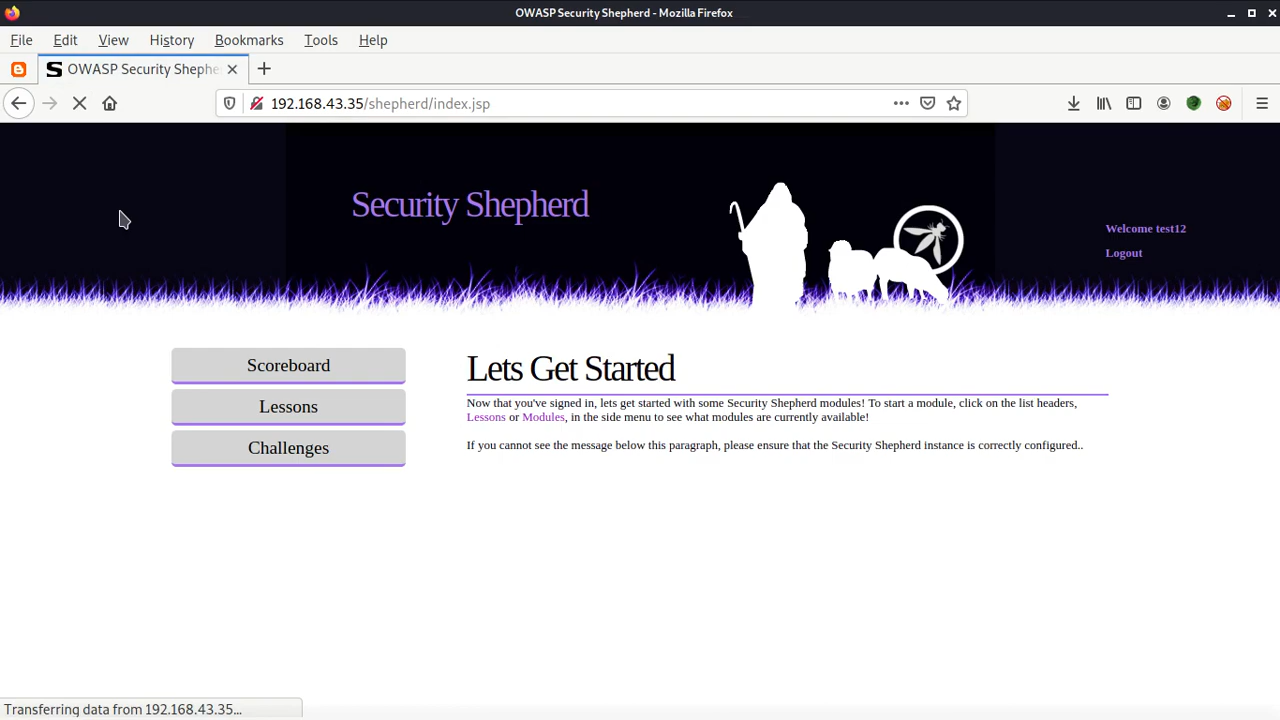 OWASP Security Shepherd - Mozilla Firefox
File Edit View History Bookmarks Tools Help
OWASP Security Shephe
192.168.43.35/shepherd/index.jsp
Security Shepherd
Welcome test12
Logout
Scoreboard
Lessons
Challenges
Lets Get Started
Now that you've signed in, lets get started with some Security Shepherd modules! To start a module, click on the list headers,
Lessons or Modules, in the side menu to see what modules are currently available!
If you cannot see the message below this paragraph, please ensure that the Security Shepherd instance is correctly configured..
Transferring data from 192.168.43.35...